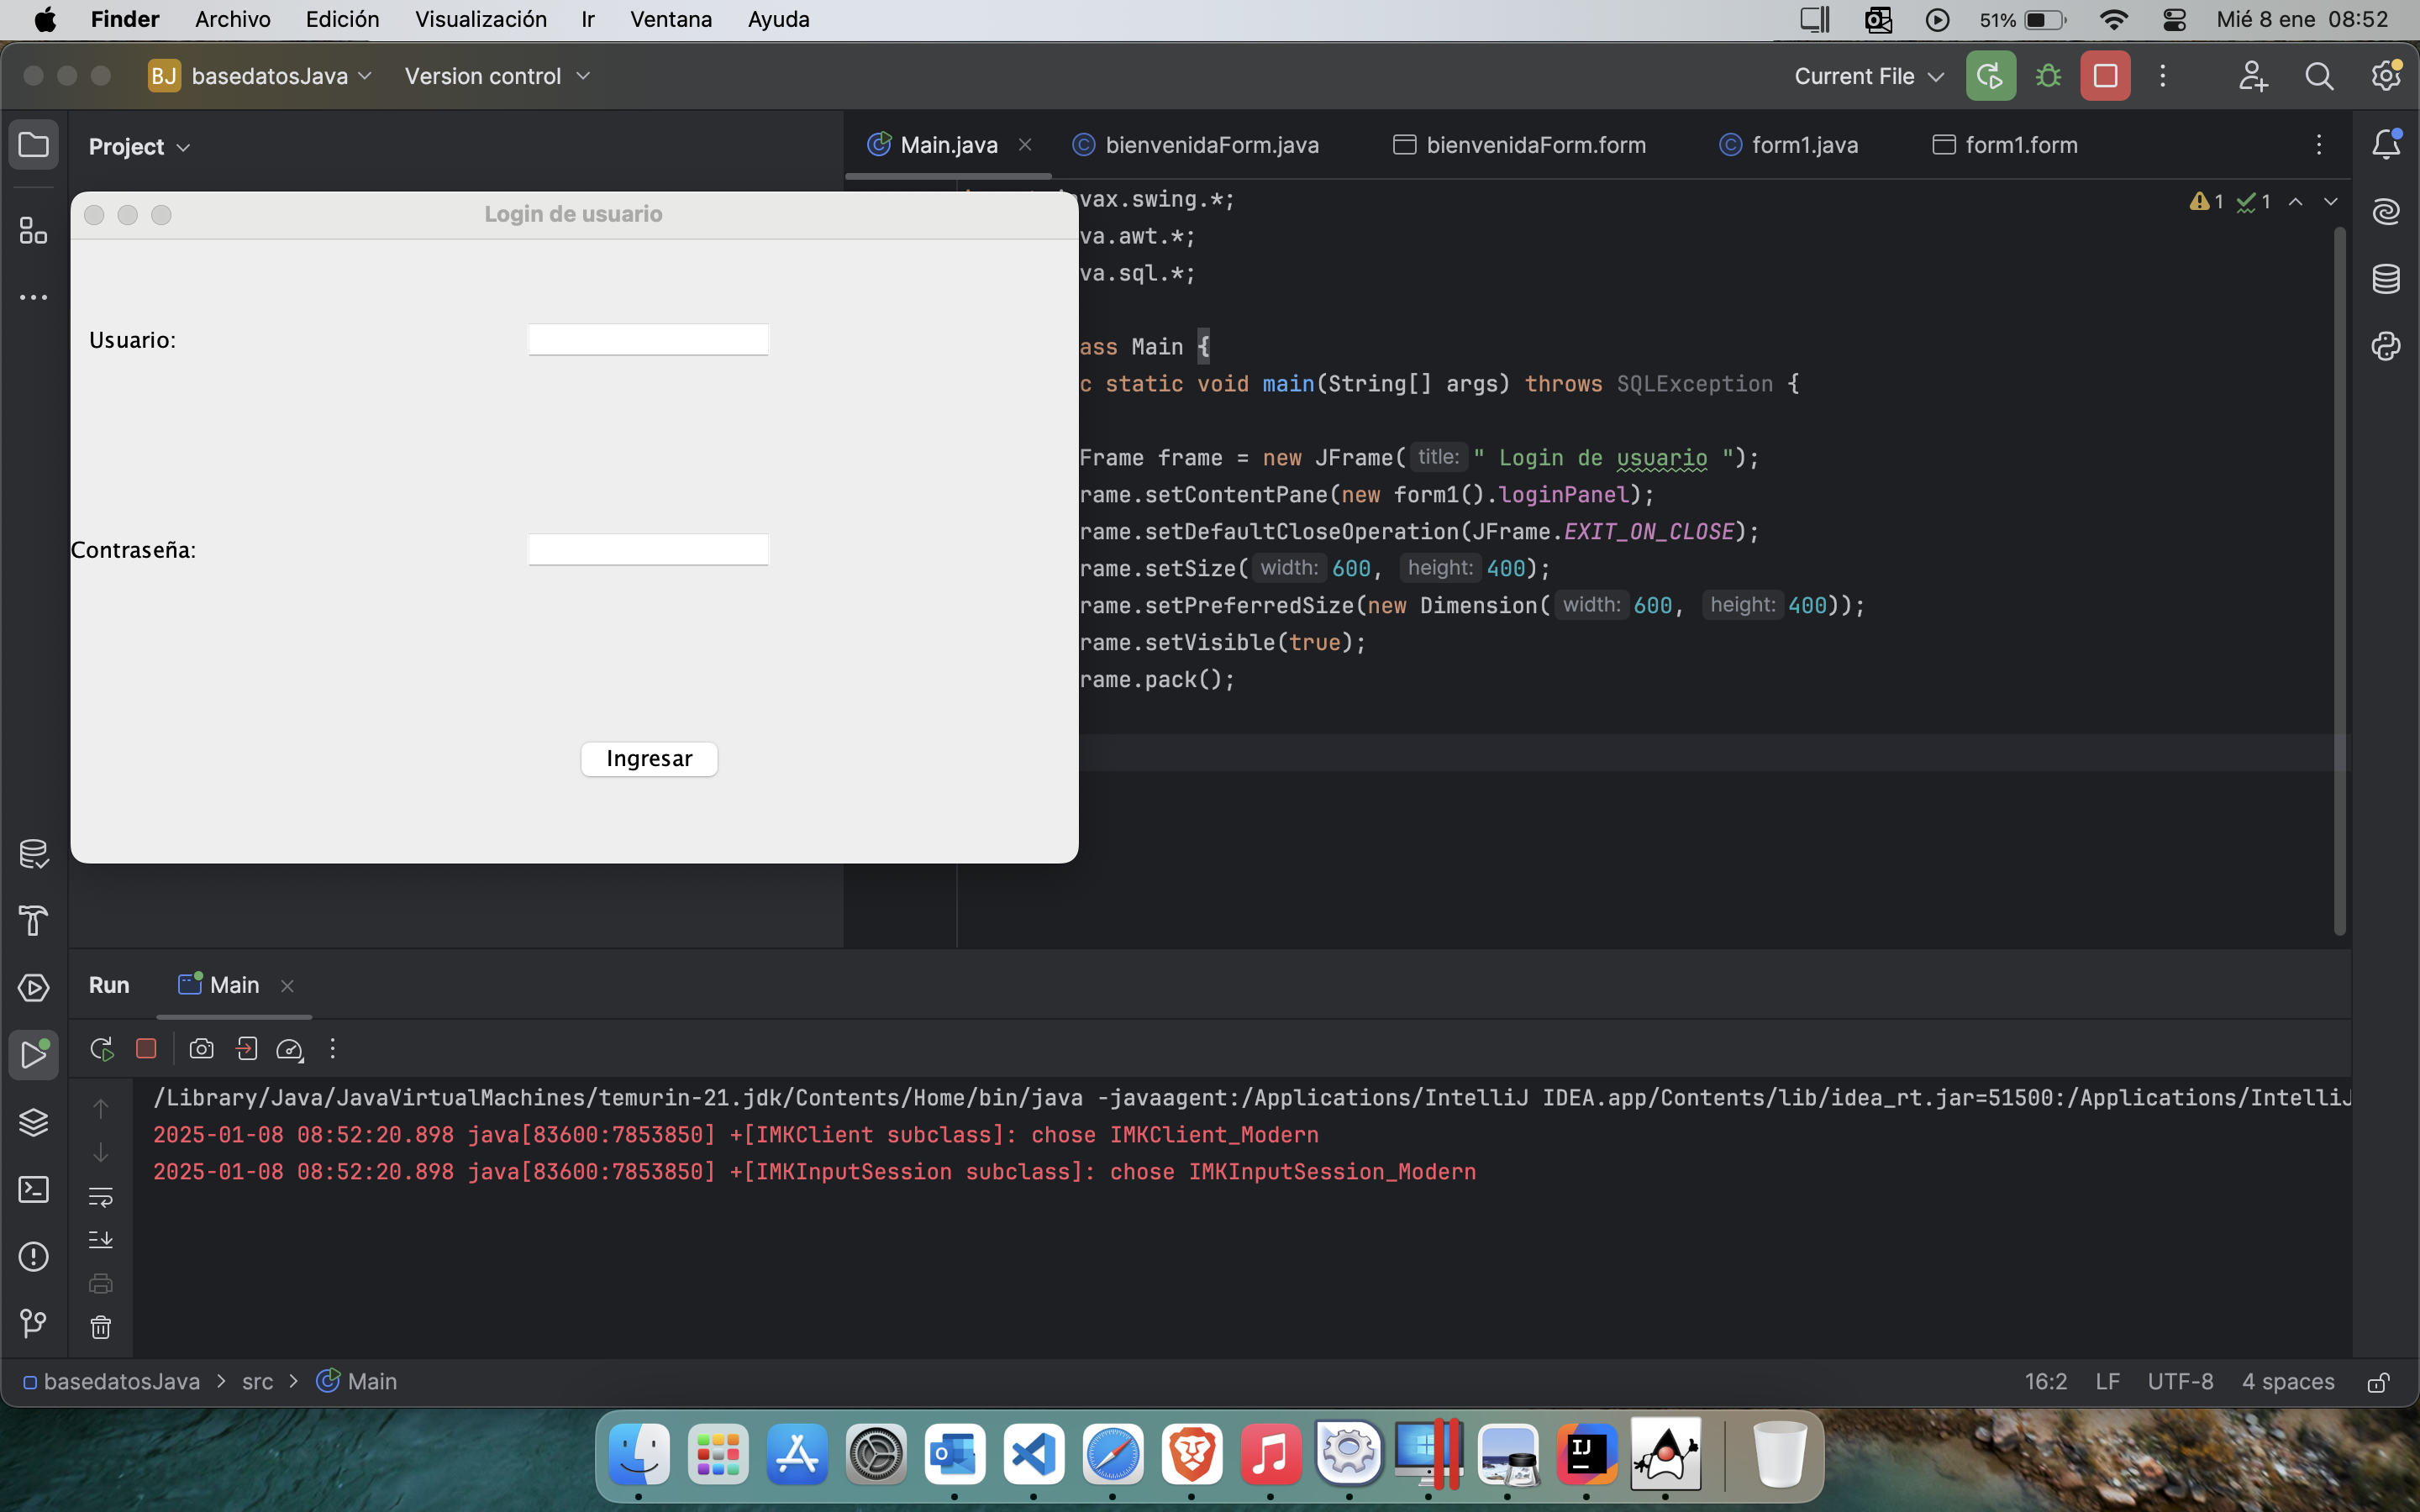 Finder Archivo Edición Visualización Ir Ventana Ayuda 51% Mié 8 ene 08:52
BJ basedatosJava Version control Current File
Project
Main.java bienvenidaForm.java bienvenidaForm.form form1.java form1.form
1 1
vax.swing.*;
va.awt.*;
va.sql.*;
ass Main {
c static void main(String[] args) throws SQLException {
Frame frame = new JFrame( title: " Login de usuario ");
rame.setContentPane(new form1().loginPanel);
rame.setDefaultCloseOperation(JFrame.EXIT_ON_CLOSE);
rame.setSize( width: 600, height: 400);
rame.setPreferredSize(new Dimension( width: 600, height: 400));
rame.setVisible(true);
rame.pack();
Login de usuario
Usuario:
Contraseña:
Ingresar
Run Main
/Library/Java/JavaVirtualMachines/temurin-21.jdk/Contents/Home/bin/java -javaagent:/Applications/IntelliJ IDEA.app/Contents/lib/idea_rt.jar=51500:/Applications/IntelliJ
2025-01-08 08:52:20.898 java[83600:7853850] +[IMKClient subclass]: chose IMKClient_Modern
2025-01-08 08:52:20.898 java[83600:7853850] +[IMKInputSession subclass]: chose IMKInputSession_Modern
basedatosJava > src > Main 16:2 LF UTF-8 4 spaces
IJ